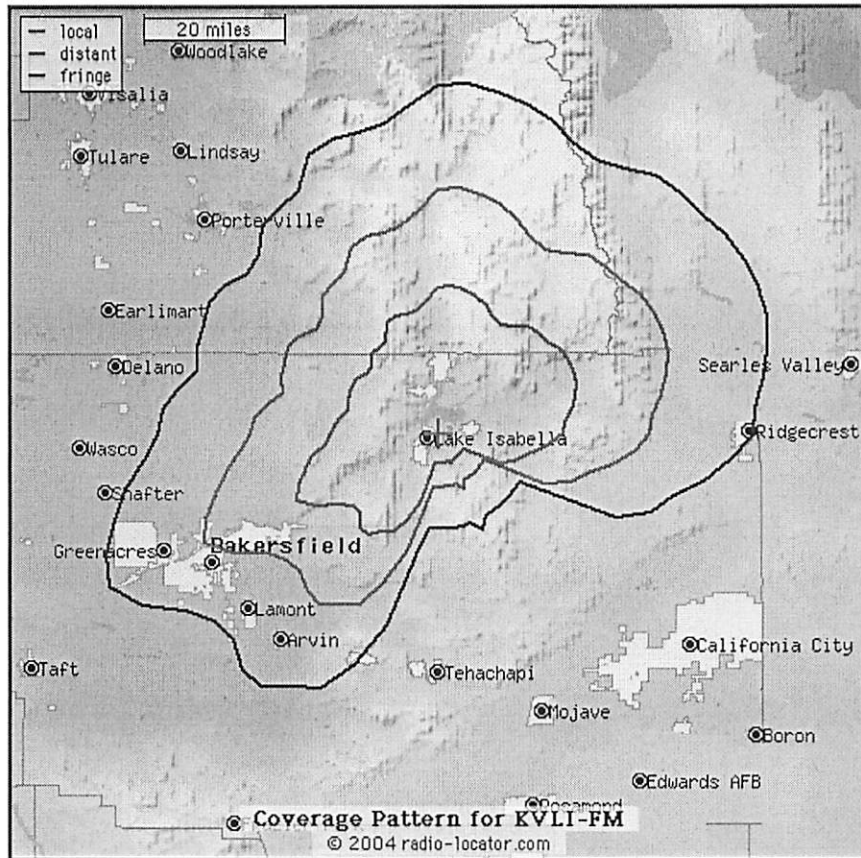 local
distant
fringe
20 miles
Woodlake
Visalia
Tulare
Lindsay
Porterville
Earlimart
Delano
Searles Valley
Lake Isabella
Ridgecrest
Wasco
Shafter
Greenacres
Bakersfield
Lamont
Arvin
California City
Taft
Tehachapi
Mojave
Boron
Edwards AFB
Rosamond
Coverage Pattern for KVLI-FM
© 2004 radio-locator.com